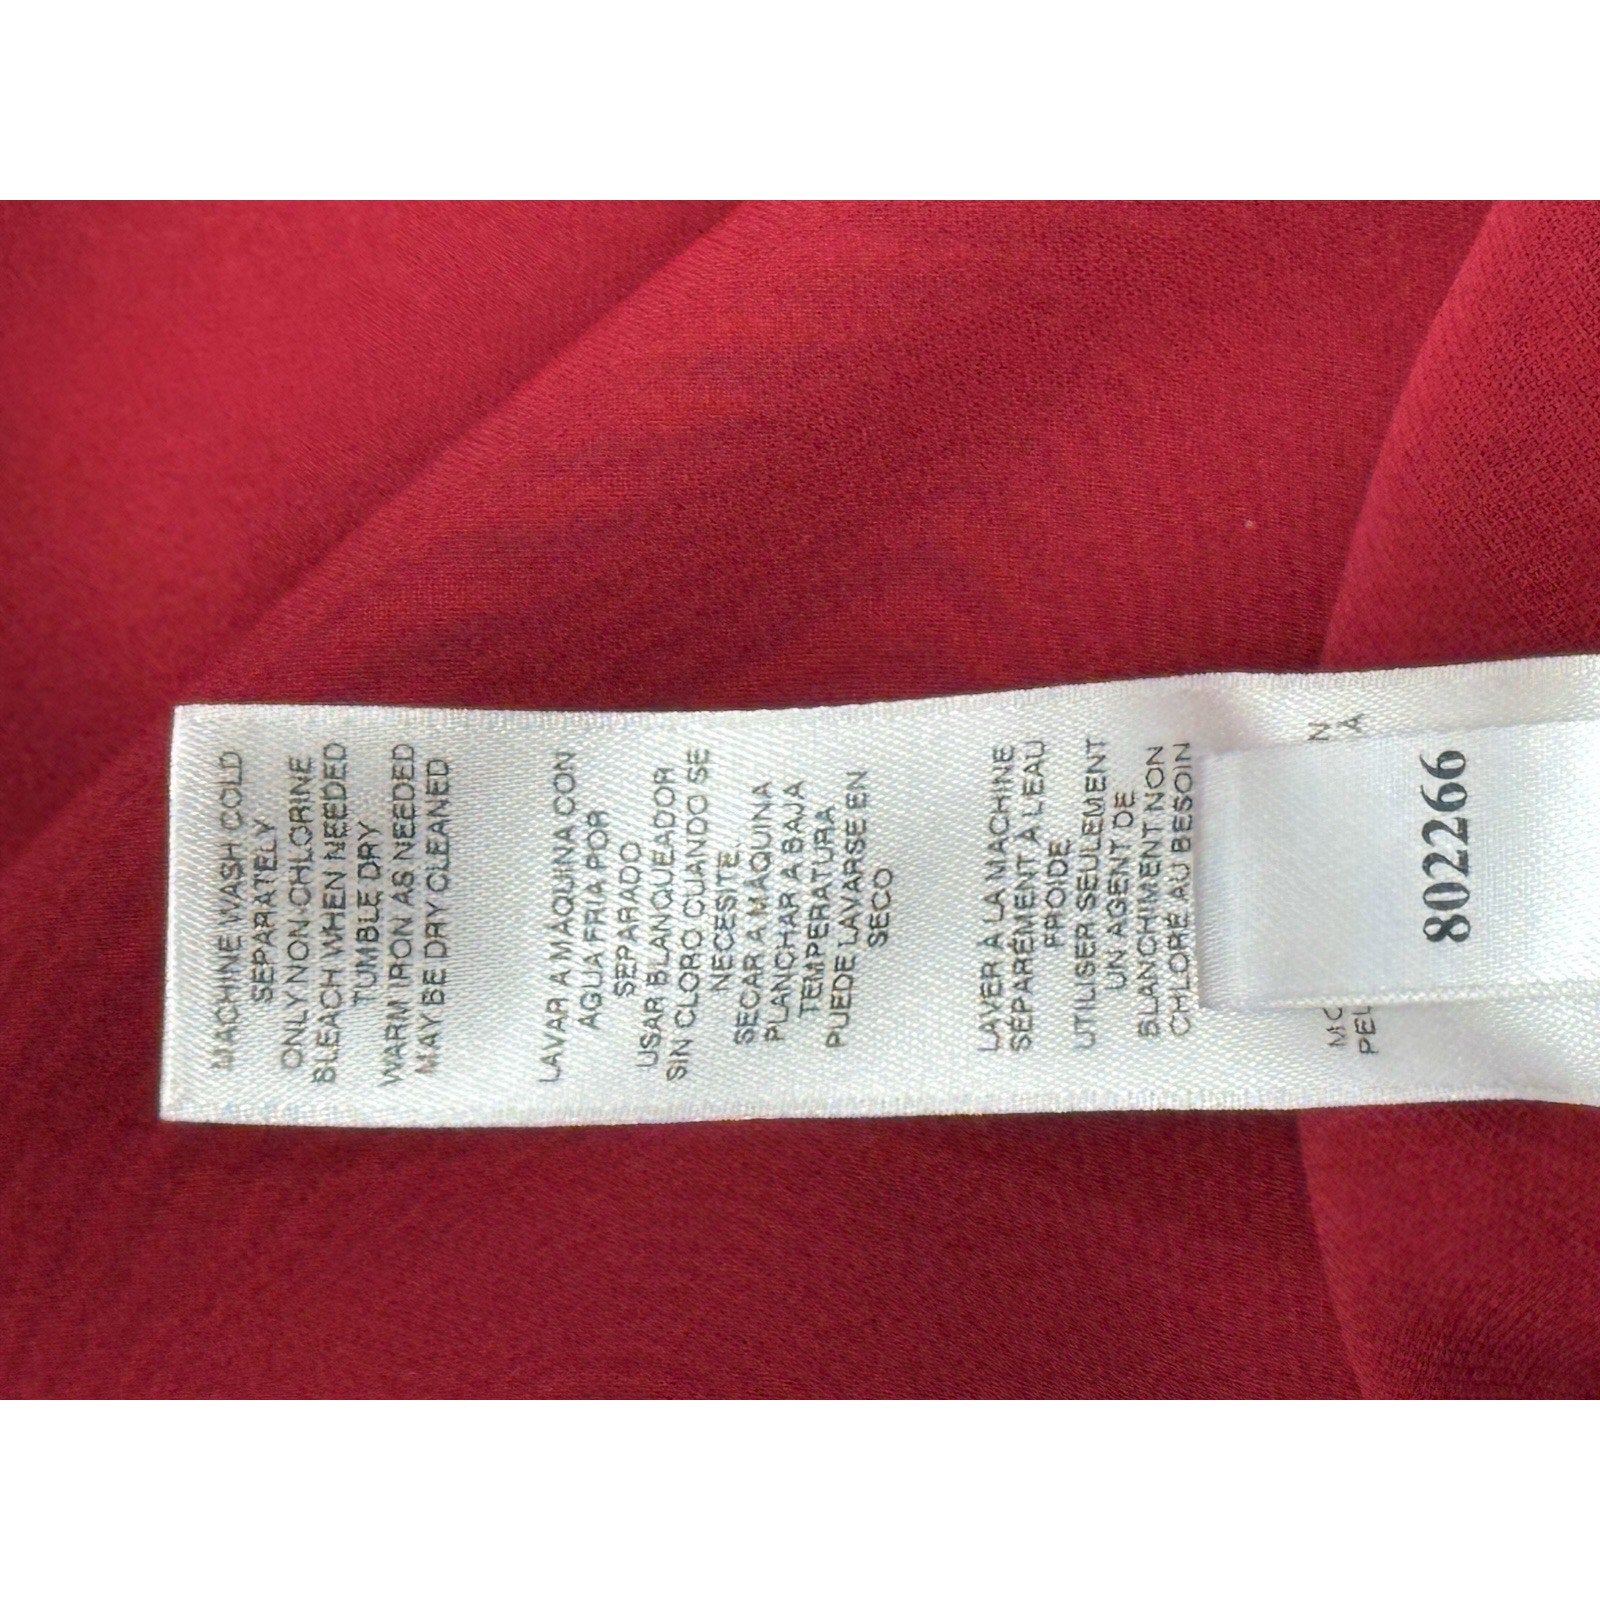 MACHINE WASH COLD
SEPARATELY
ONLY NON-CHLORINE
BLEACH WHEN NEEDED
TUMBLE DRY
WARM IRON AS NEEDED
MAY BE DRY CLEANED
LAVAR A MAQUINA CON
AGUA FRIA POR
SEPARADO
USAR BLANQUEADOR
SIN CLORO CUANDO SE
NECESITE
SECAR A MAQUINA
PLANCHAR A BAJA
TEMPERATURA
PUEDE LAVARSE EN
SECO
LAVER À LA MACHINE
SÉPARÉMENT À L'EAU
FROIDE
UTILISER SEULEMENT
UN AGENT DE
BLANCHIMENT NON
CHLORÉ AU BESOIN
802266